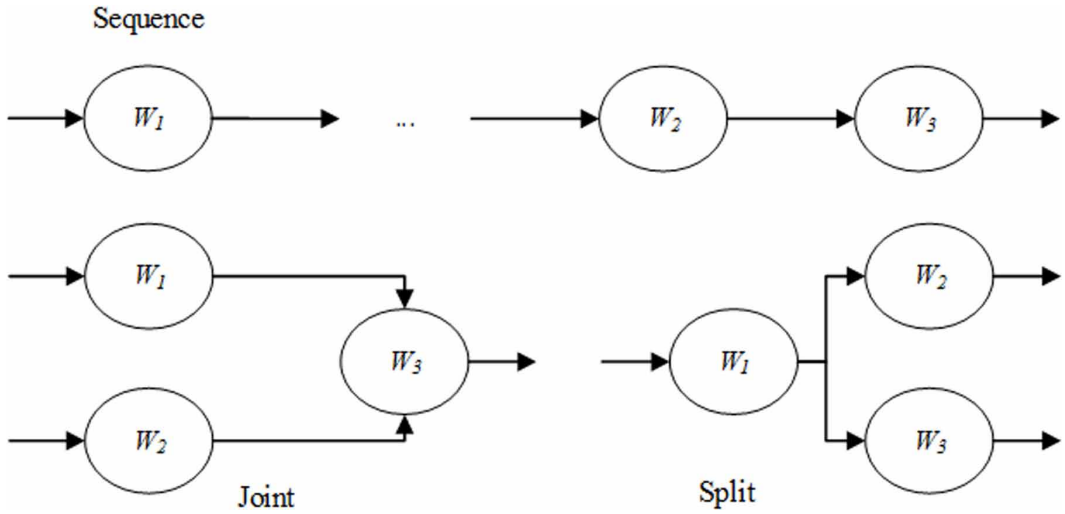 Sequence
W1 ... W2 W3
W1 W2
W3 W1
W2 W3
Joint Split